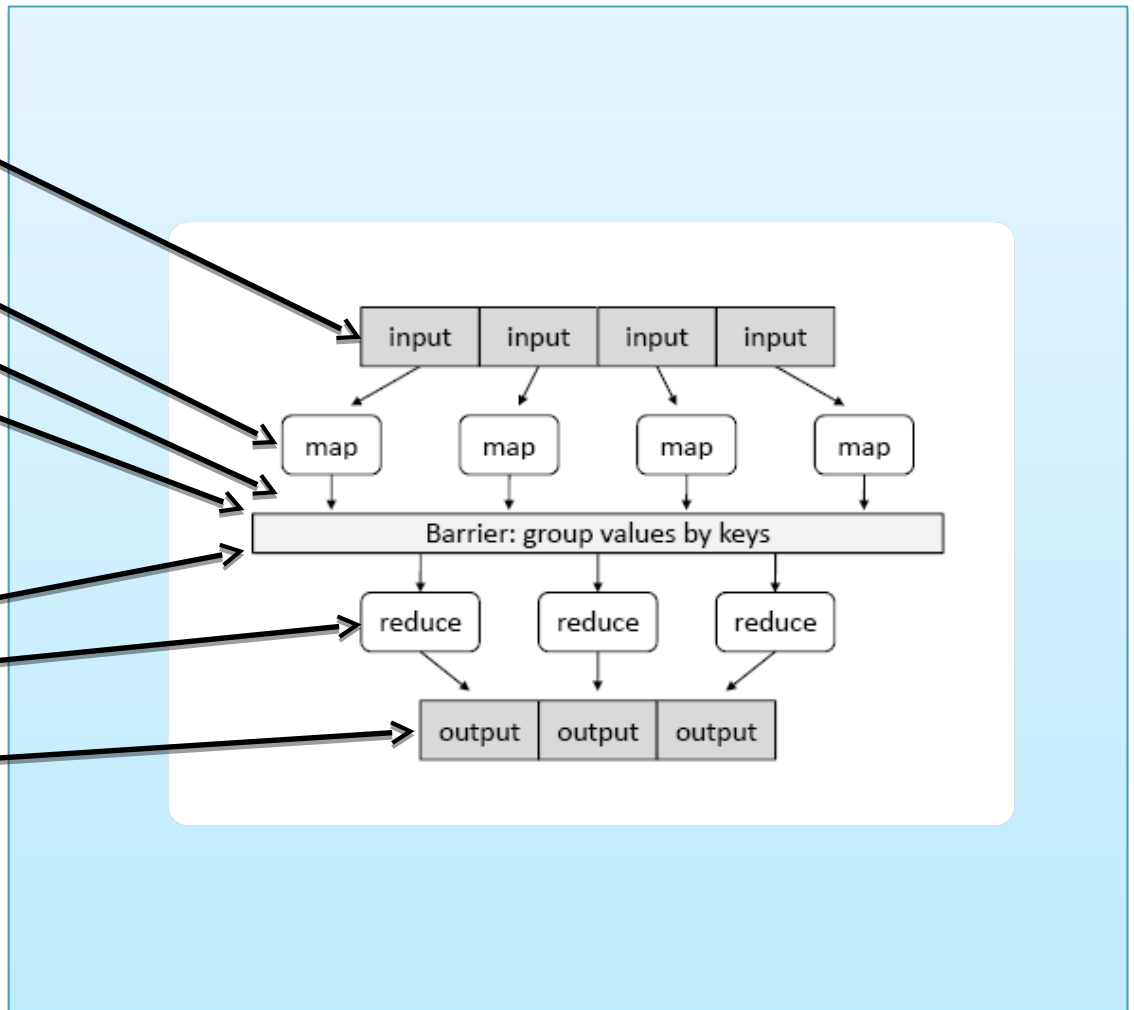 input input input input
map map map map
Barrier: group values by keys
reduce reduce reduce
output output output